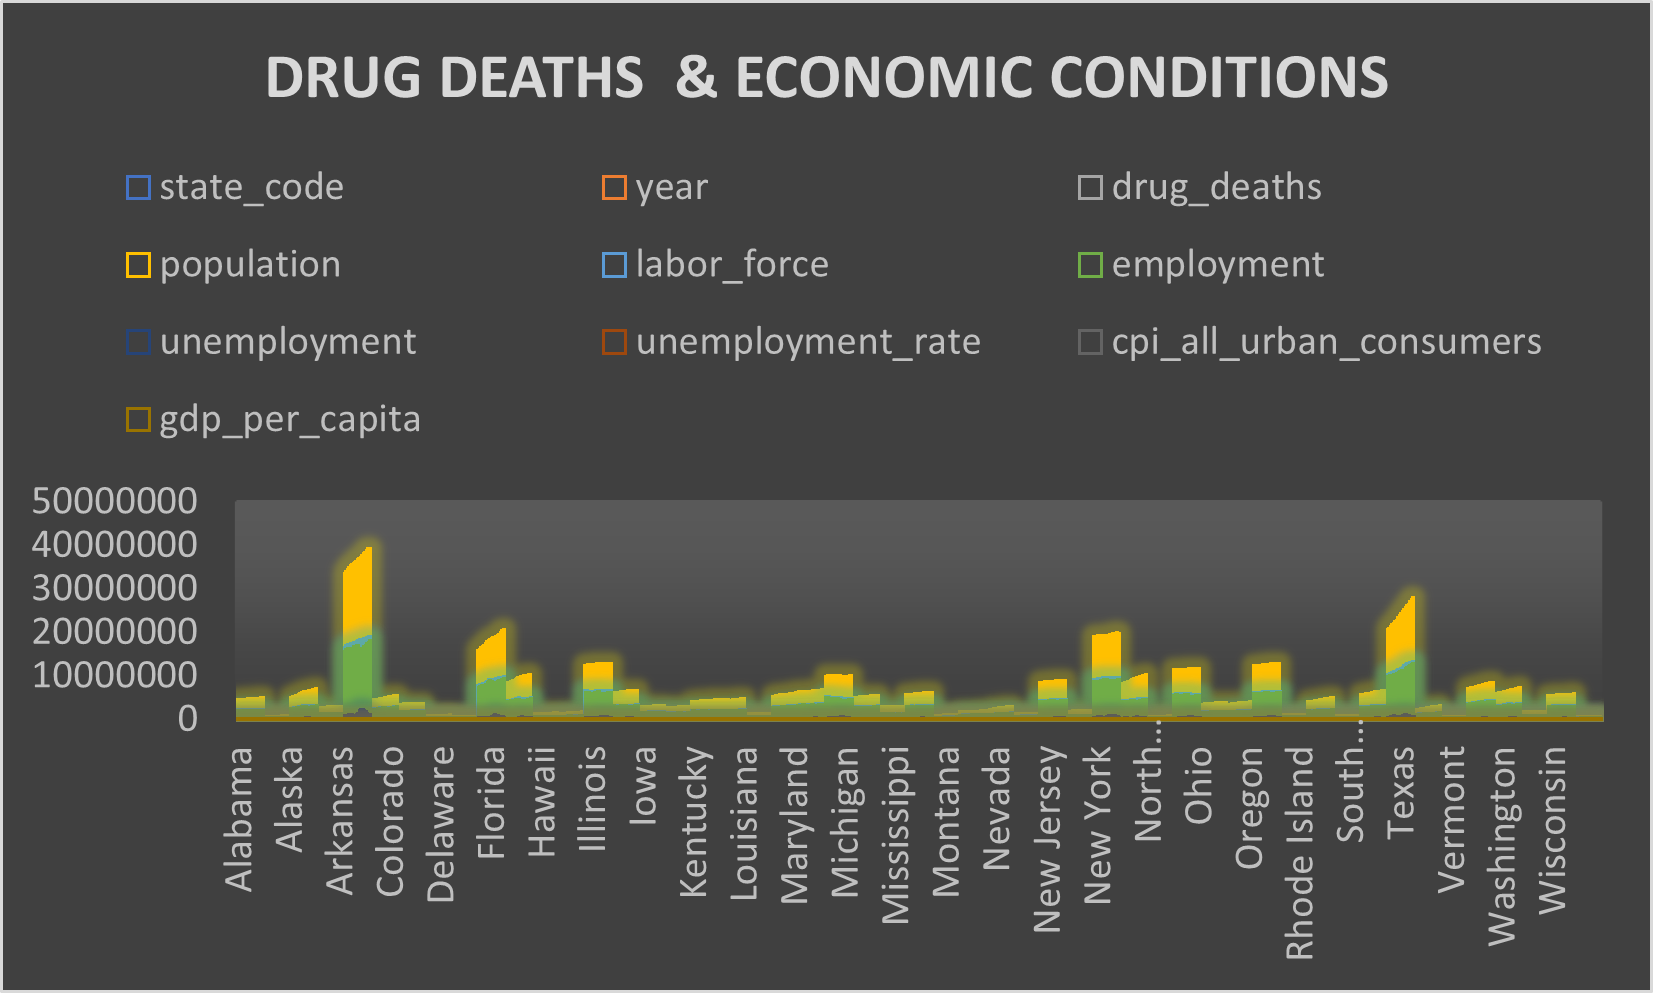 DRUG DEATHS & ECONOMIC CONDITIONS
state_code year drug_deaths
population labor_force employment
unemployment unemployment_rate cpi_all_urban_consumers
gdp_per_capita
50000000
40000000
30000000
20000000
10000000
0
Alabama
Alaska
Arkansas
Colorado
Delaware
Florida
Hawaii
Illinois
Iowa
Kentucky
Louisiana
Maryland
Michigan
Mississippi
Montana
Nevada
New Jersey
New York
North...
Ohio
Oregon
Rhode Island
South...
Texas
Vermont
Washington
Wisconsin